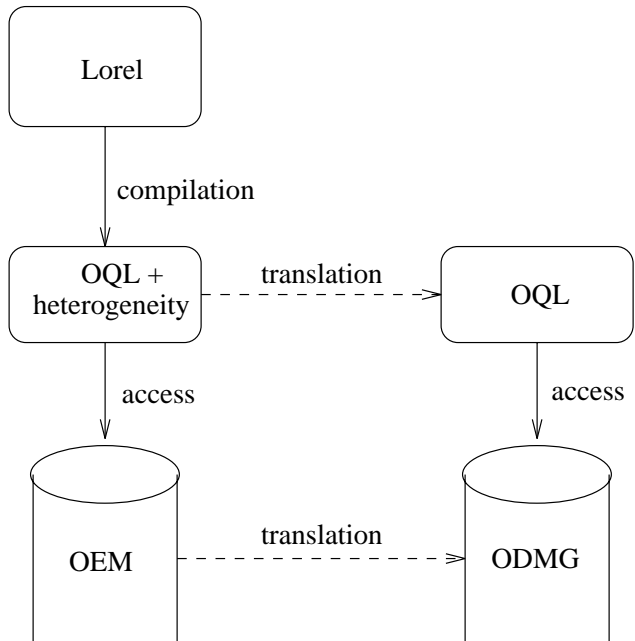 Lorel
compilation
OQL +
heterogeneity
translation
OQL
access
access
OEM
translation
ODMG